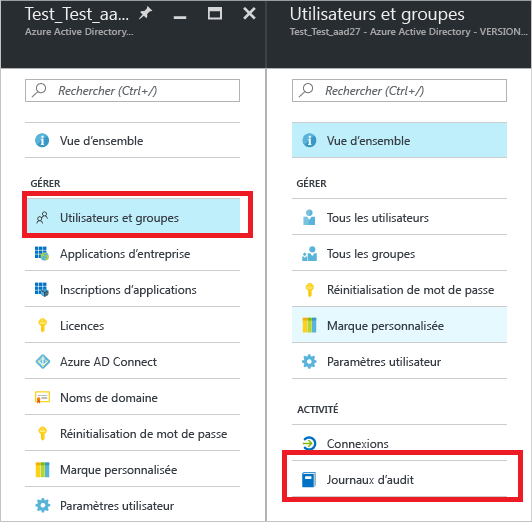 Test_Test_aa...
Azure Active Directory...
Rechercher (Ctrl+/)
Vue d'ensemble
GÉRER
Utilisateurs et groupes
Applications d'entreprise
Inscriptions d'applications
Licences
Azure AD Connect
Noms de domaine
Réinitialisation de mot de passe
Marque personnalisée
Paramètres utilisateur
Utilisateurs et groupes
Test_Test_aad27 - Azure Active Directory - VERSION...
Rechercher (Ctrl+/)
Vue d'ensemble
GÉRER
Tous les utilisateurs
Tous les groupes
Réinitialisation de mot de passe
Marque personnalisée
Paramètres utilisateur
ACTIVITÉ
Connexions
Journaux d'audit